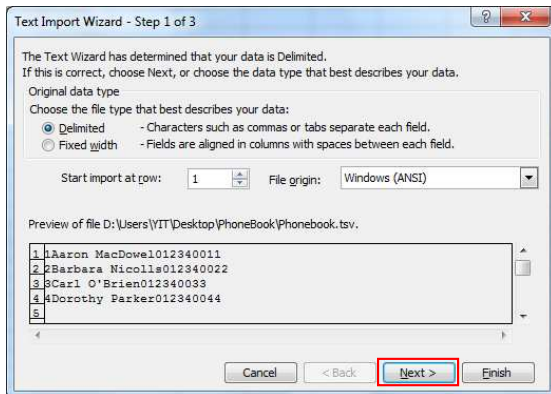 Text Import Wizard - Step 1 of 3
The Text Wizard has determined that your data is Delimited.
If this is correct, choose Next, or choose the data type that best describes your data.
Original data type
Choose the file type that best describes your data:
Delimited - Characters such as commas or tabs separate each field.
Fixed width - Fields are aligned in columns with spaces between each field.
Start import at row: 1 File origin: Windows (ANSI)
Preview of file D:\Users\YIT\Desktop\PhoneBook\Phonebook.tsv.
1 1Aaron MacDowel012340011
2 2Barbara Nicolls012340022
3 3Carl O'Brien012340033
4 4Dorothy Parker012340044
5
Cancel < Back Next > Finish